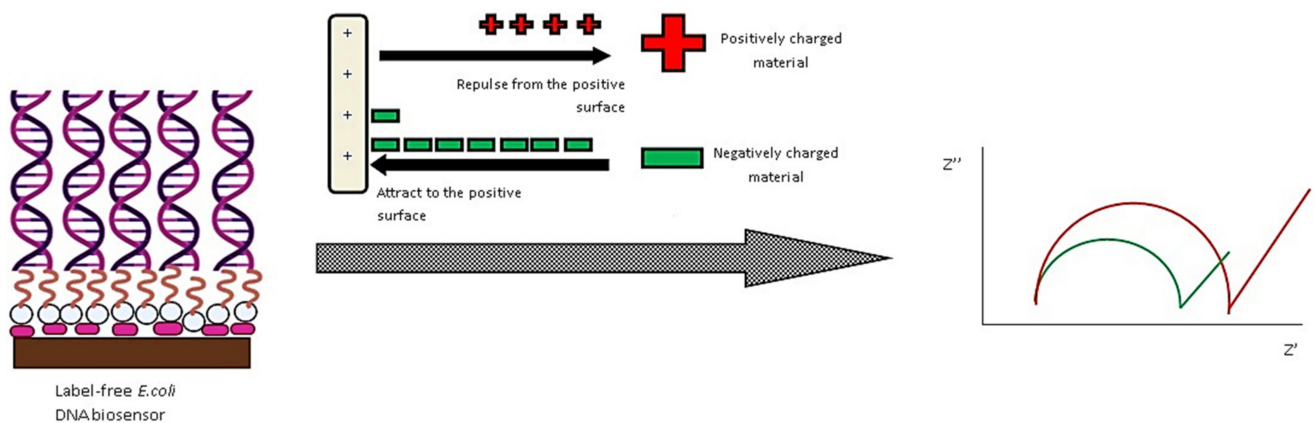 +
+
+
+
Positively charged
material
Repulse from the positive
surface
Negatively charged
material
Attract to the positive
surface
Label-free E.coli
DNA biosensor
Z''
Z'